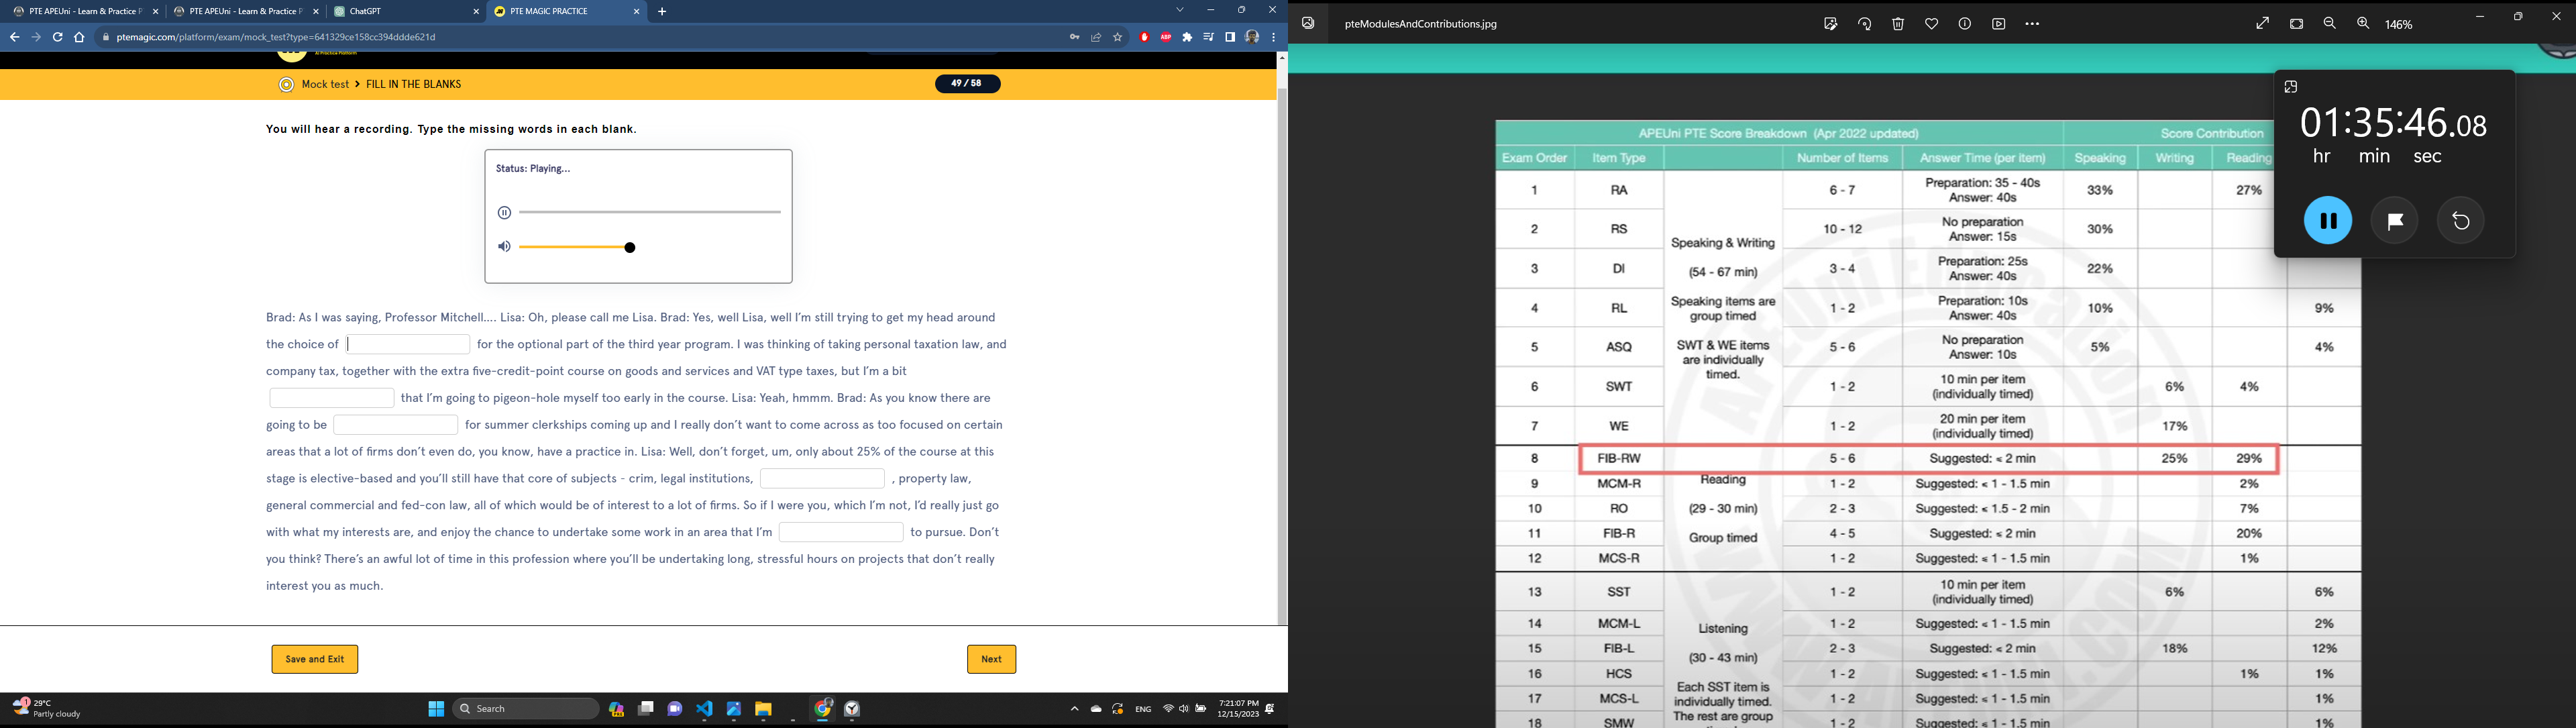 PTE APEUni - Learn & Practice P
PTE APEUni - Learn & Practice P
ChatGPT
PTE MAGIC PRACTICE
ptemagic.com/platform/exam/mock_test?type=641329ce158cc394ddde621d
Mock test > FILL IN THE BLANKS
49 / 58
You will hear a recording. Type the missing words in each blank.
Status: Playing...
Brad: As I was saying, Professor Mitchell.... Lisa: Oh, please call me Lisa. Brad: Yes, well Lisa, well I'm still trying to get my head around
the choice of for the optional part of the third year program. I was thinking of taking personal taxation law, and
company tax, together with the extra five-credit-point course on goods and services and VAT type taxes, but I'm a bit
that I'm going to pigeon-hole myself too early in the course. Lisa: Yeah, hmmm. Brad: As you know there are
going to be for summer clerkships coming up and I really don't want to come across as too focused on certain
areas that a lot of firms don't even do, you know, have a practice in. Lisa: Well, don't forget, um, only about 25% of the course at this
stage is elective-based and you'll still have that core of subjects - crim, legal institutions, , property law,
general commercial and fed-con law, all of which would be of interest to a lot of firms. So if I were you, which I'm not, I'd really just go
with what my interests are, and enjoy the chance to undertake some work in an area that I'm to pursue. Don't
you think? There's an awful lot of time in this profession where you'll be undertaking long, stressful hours on projects that don't really
interest you as much.
Save and Exit
Next
29°C
Partly cloudy
Search
ENG
7:21:07 PM
12/15/2023
pteModulesAndContributions.jpg
146%
01:35:46.08
hr min sec
APEUni PTE Score Breakdown (Apr 2022 updated) Score Contribution
Exam Order Item Type Number of Items Answer Time (per item) Speaking Writing Reading
1 RA 6 - 7 Preparation: 35 - 40s Answer: 40s 33% 27%
2 RS 10 - 12 No preparation Answer: 15s 30%
Speaking & Writing
(54 - 67 min)
3 DI 3 - 4 Preparation: 25s Answer: 40s 22%
Speaking items are
group timed
4 RL 1 - 2 Preparation: 10s Answer: 40s 10% 9%
SWT & WE items
are individually
timed.
5 ASQ 5 - 6 No preparation Answer: 10s 5% 4%
6 SWT 1 - 2 10 min per item (individually timed) 6% 4%
7 WE 1 - 2 20 min per item (individually timed) 17%
8 FIB-RW 5 - 6 Suggested: < 2 min 25% 29%
Reading
(29 - 30 min)
Group timed
9 MCM-R 1 - 2 Suggested: < 1 - 1.5 min 2%
10 RO 2 - 3 Suggested: < 1.5 - 2 min 7%
11 FIB-R 4 - 5 Suggested: < 2 min 20%
12 MCS-R 1 - 2 Suggested: < 1 - 1.5 min 1%
13 SST 1 - 2 10 min per item (individually timed) 6% 6%
14 MCM-L 1 - 2 Suggested: < 1 - 1.5 min 2%
Listening
(30 - 43 min)
15 FIB-L 2 - 3 Suggested: < 2 min 18% 12%
16 HCS 1 - 2 Suggested: < 1 - 1.5 min 1% 1%
Each SST item is
individually timed.
The rest are group
17 MCS-L 1 - 2 Suggested: < 1 - 1.5 min 1%
18 SMW 1 - 2 Suggested: < 1 - 1.5 min 1%